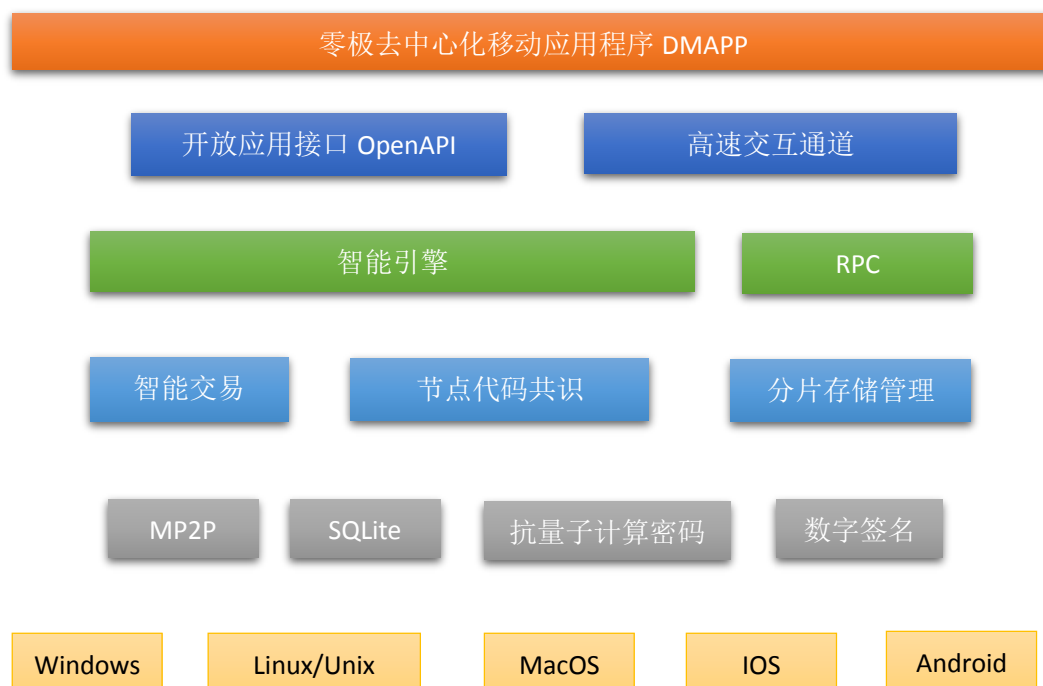 零极去中心化移动应用程序 DMAPP
开放应用接口 OpenAPI
高速交互通道
智能引擎
RPC
智能交易
节点代码共识
分片存储管理
MP2P
SQLite
抗量子计算密码
数字签名
Windows
Linux/Unix
MacOS
IOS
Android